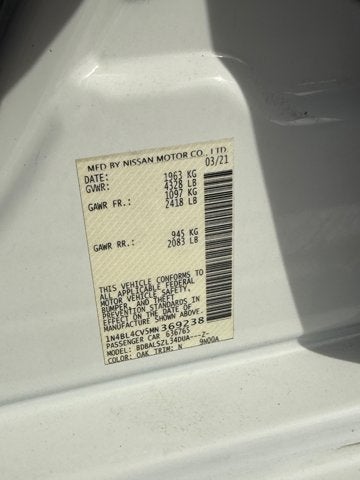 MFD BY NISSAN MOTOR CO., LTD.
DATE: 03/21
GVWR: 1963 KG
4328 LB
GAWR FR.: 1097 KG
2418 LB
GAWR RR.: 945 KG
2083 LB
THIS VEHICLE CONFORMS TO
ALL APPLICABLE FEDERAL
MOTOR VEHICLE SAFETY,
BUMPER, AND THEFT
PREVENTION STANDARDS IN
EFFECT ON THE DATE OF
MANUFACTURE SHOWN ABOVE.
1N4BL4CV5MN369238
PASSENGER CAR 636765
MODEL: BDBALSZL34DUA---Z-
COLOR: QAK TRIM: N 9N00A